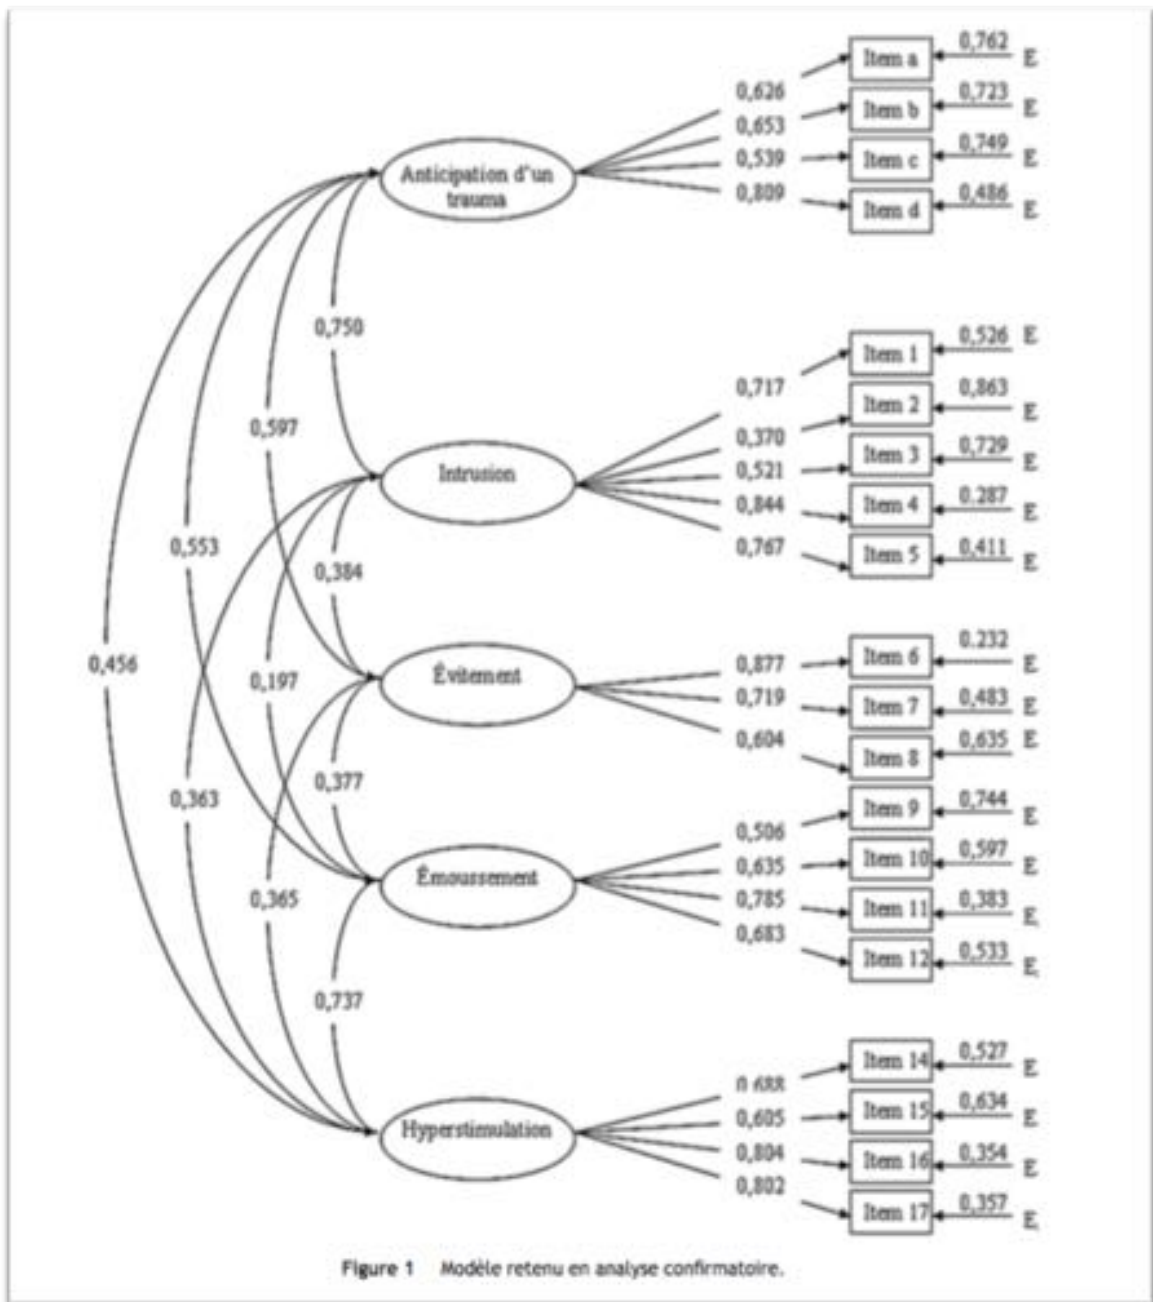 0,762
Item a
E
0,626
0,723
Item b
E
0,653
0,749
Anticipation d'un
trauma
0,539
Item c
E
0,809
0,486
Item d
E
0,750
0,526
Item 1
E
0,717
0,863
Item 2
E
0,597
0,370
0,729
Intrusion
0,521
Item 3
E
0,844
0.287
Item 4
E
0,553
0,767
0,411
Item 5
E
0,384
0,456
0,877
0.232
Item 6
E
0,197
Évitement
0,719
0,483
Item 7
E
0,604
0,635
Item 8
E
0,363
0,377
0,744
Item 9
E
0,506
0,597
0,635
Item 10
E
0,365
Émoussement
0,785
0,383
Item 11
E
0,683
0,533
Item 12
E
0,737
0,527
Item 14
E
0,688
0,634
0,605
Item 15
E
Hyperstimulation
0,804
0,354
Item 16
E
0,802
0,357
Item 17
E
Figure 1 Modèle retenu en analyse confirmatoire.